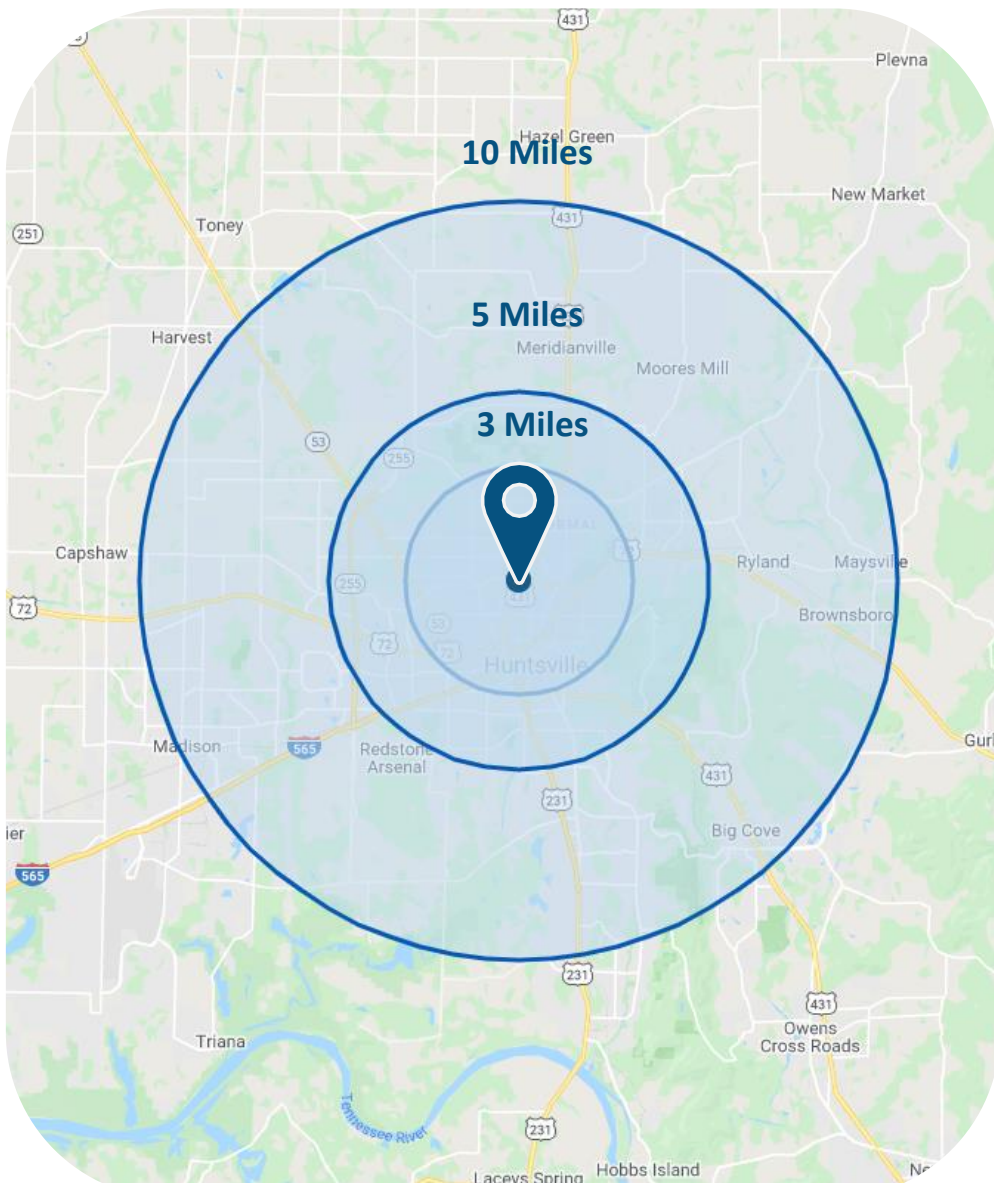 431
Plevna
Hazel Green
10 Miles
New Market
431
Toney
251
5 Miles
Harvest
Meridianville
Moores Mill
3 Miles
53
255
Capshaw
Ryland
Maysville
255
72
431
Brownsboro
53
72
72
Huntsville
Madison
565
Redstone
Arsenal
Gurl
431
231
ier
Big Cove
565
231
431
Owens
Cross Roads
Triana
Tennessee River
231
Laceys Spring
Hobbs Island